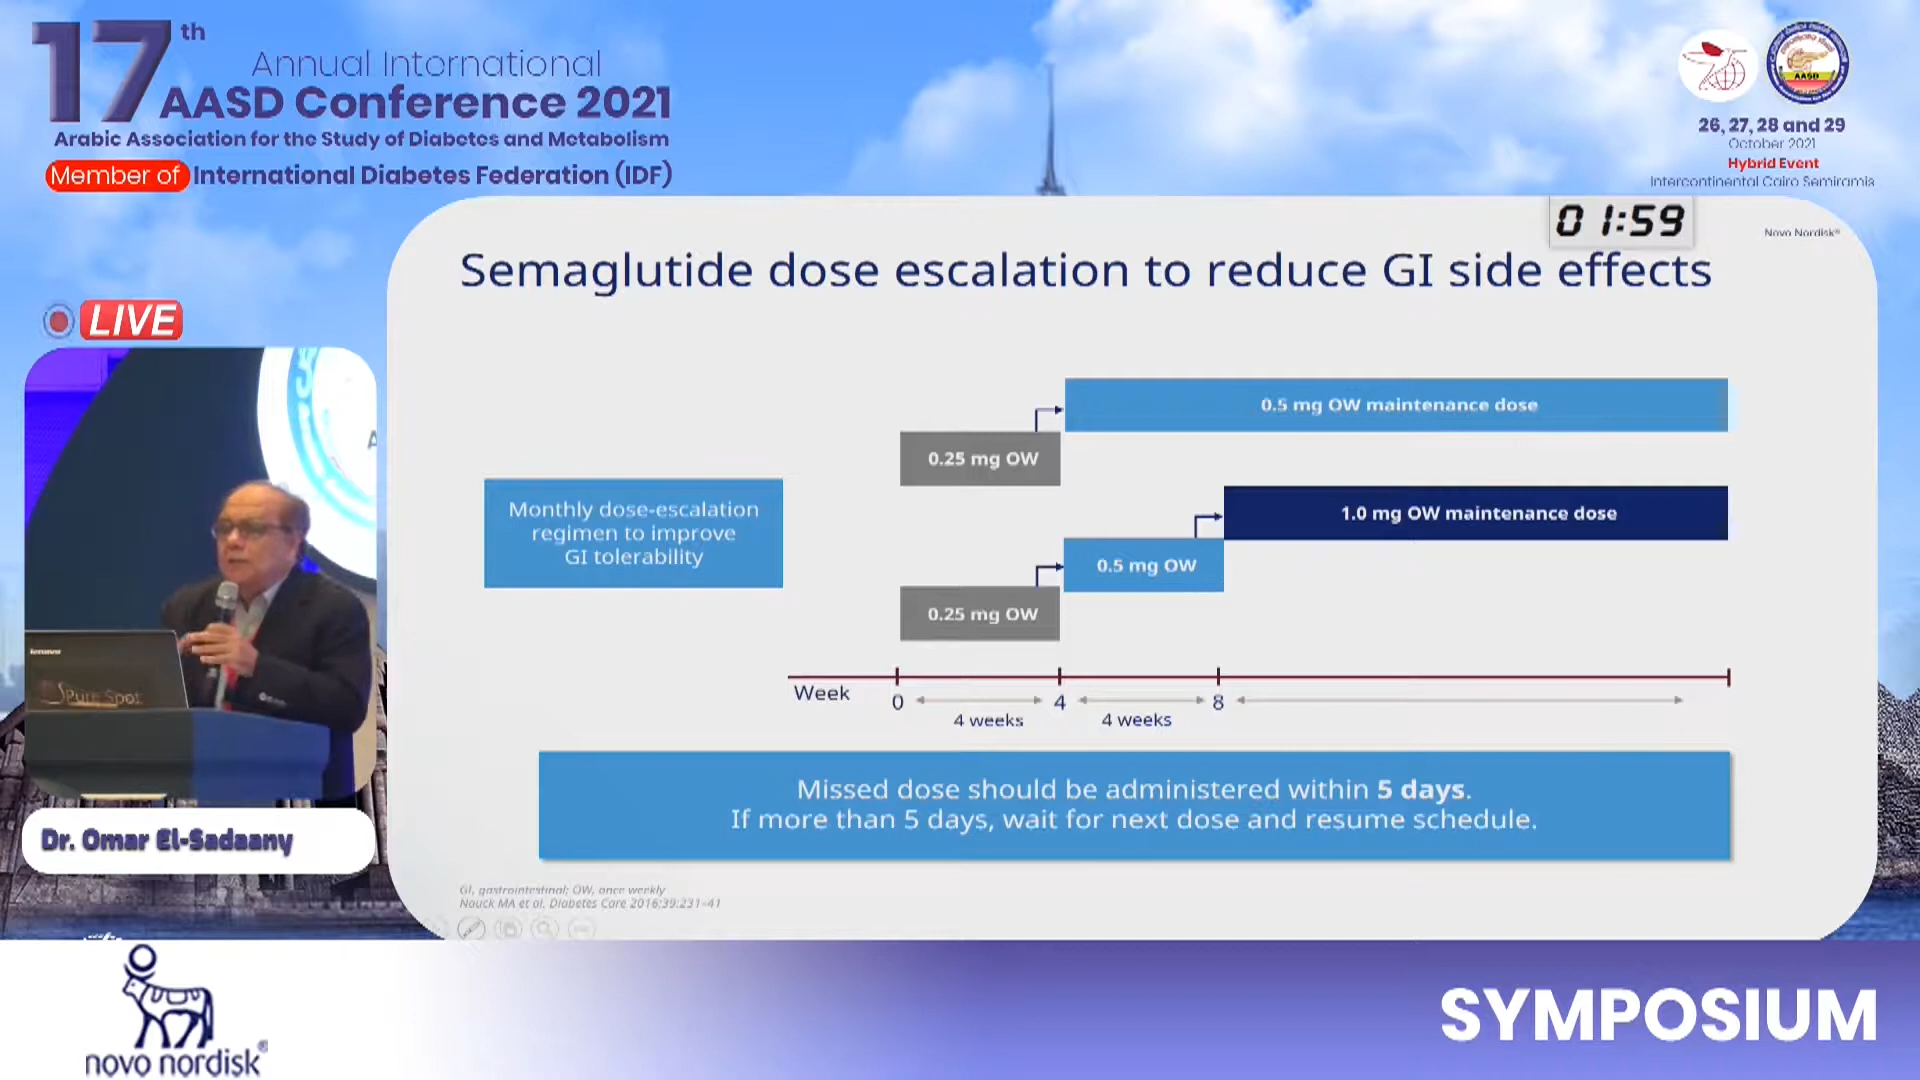 17th
Annual International
AASD Conference 2021
Arabic Association for the Study of Diabetes and Metabolism
Member of International Diabetes Federation (IDF)
AASD
26, 27, 28 and 29
October 2021
Hybrid Event
Intercontinental Cairo Semiramis
01:59
Novo Nordisk®
Semaglutide dose escalation to reduce GI side effects
LIVE
0.5 mg OW maintenance dose
0.25 mg OW
Monthly dose-escalation
regimen to improve
GI tolerability
1.0 mg OW maintenance dose
0.5 mg OW
0.25 mg OW
Week
0
4
8
4 weeks
4 weeks
lenovo
Pure Spot
Missed dose should be administered within 5 days.
If more than 5 days, wait for next dose and resume schedule.
Dr. Omar El-Sadaany
GI, gastrointestinal; OW, once weekly
Nauck MA et al. Diabetes Care 2016;39:231–41
novo nordisk®
SYMPOSIUM